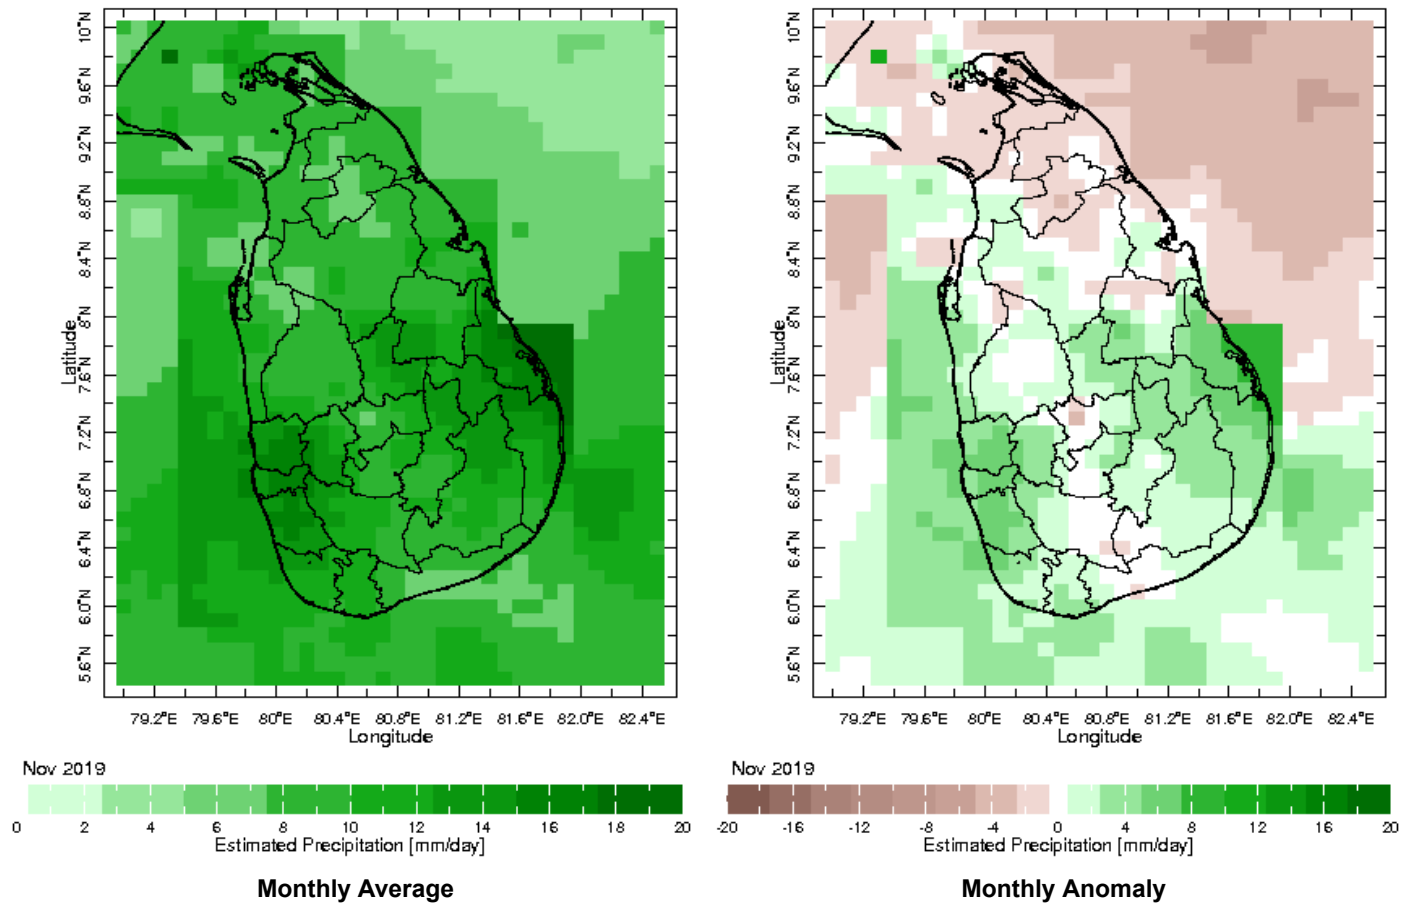 10°N
9.6°N
9.2°N
8.8°N
8.4°N
8°N
7.6°N
7.2°N
6.8°N
6.4°N
6.0°N
5.6°N
Latitude
79.2°E 79.6°E 80°E 80.4°E 80.8°E 81.2°E 81.6°E 82.0°E 82.4°E
Longitude
10°N
9.6°N
9.2°N
8.8°N
8.4°N
8°N
7.6°N
7.2°N
6.8°N
6.4°N
6.0°N
5.6°N
Latitude
79.2°E 79.6°E 80°E 80.4°E 80.8°E 81.2°E 81.6°E 82.0°E 82.4°E
Longitude
Nov 2019
0 2 4 6 8 10 12 14 16 18 20
Estimated Precipitation [mm/day]
Monthly Average
Nov 2019
-20 -16 -12 -8 -4 0 4 8 12 16 20
Estimated Precipitation [mm/day]
Monthly Anomaly